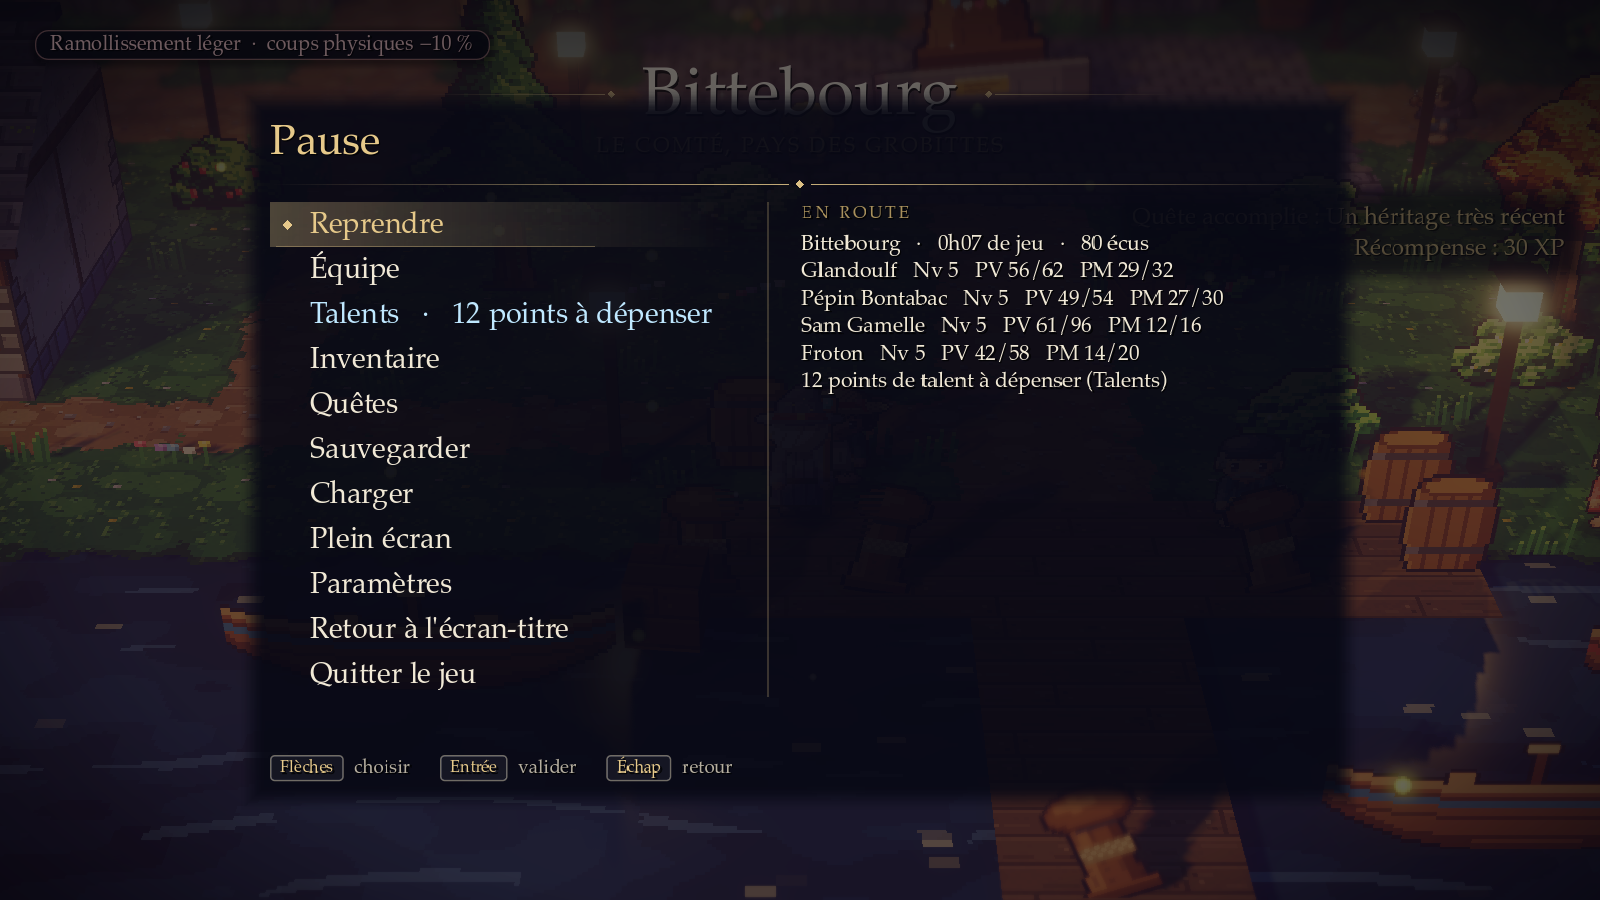 Ramollissement léger · coups physiques −10 %
Bittebourg
LE COMTE, PAYS DES GROBITTES
Pause
Reprendre
Équipe
Talents · 12 points à dépenser
Inventaire
Quêtes
Sauvegarder
Charger
Plein écran
Paramètres
Retour à l'écran-titre
Quitter le jeu
EN ROUTE
Bittebourg · 0h07 de jeu · 80 écus
Glandoulf Nv 5 PV 56/62 PM 29/32
Pépin Bontabac Nv 5 PV 49/54 PM 27/30
Sam Gamelle Nv 5 PV 61/96 PM 12/16
Froton Nv 5 PV 42/58 PM 14/20
12 points de talent à dépenser (Talents)
Quête accomplie : Un héritage très récent
Récompense : 30 XP
Flèches choisir Entrée valider Échap retour